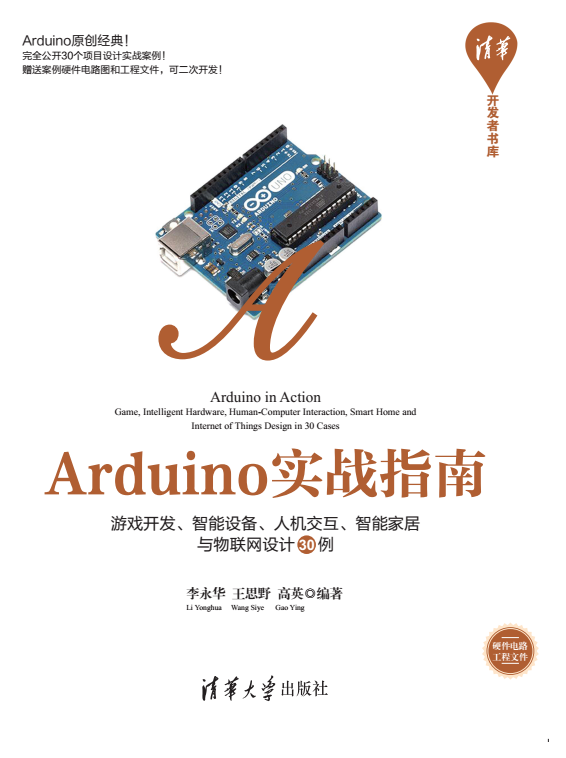 Arduino原创经典！
完全公开30个项目设计实战案例！
赠送案例硬件电路图和工程文件，可二次开发！
清华
开发者书库
UNO
ARDUINO
A
Arduino in Action
Game, Intelligent Hardware, Human-Computer Interaction, Smart Home and
Internet of Things Design in 30 Cases
Arduino实战指南
游戏开发、智能设备、人机交互、智能家居
与物联网设计30例
李永华 王思野 高英◎编著
Li Yonghua Wang Siye Gao Ying
硬件电路
工程文件
清华大学出版社